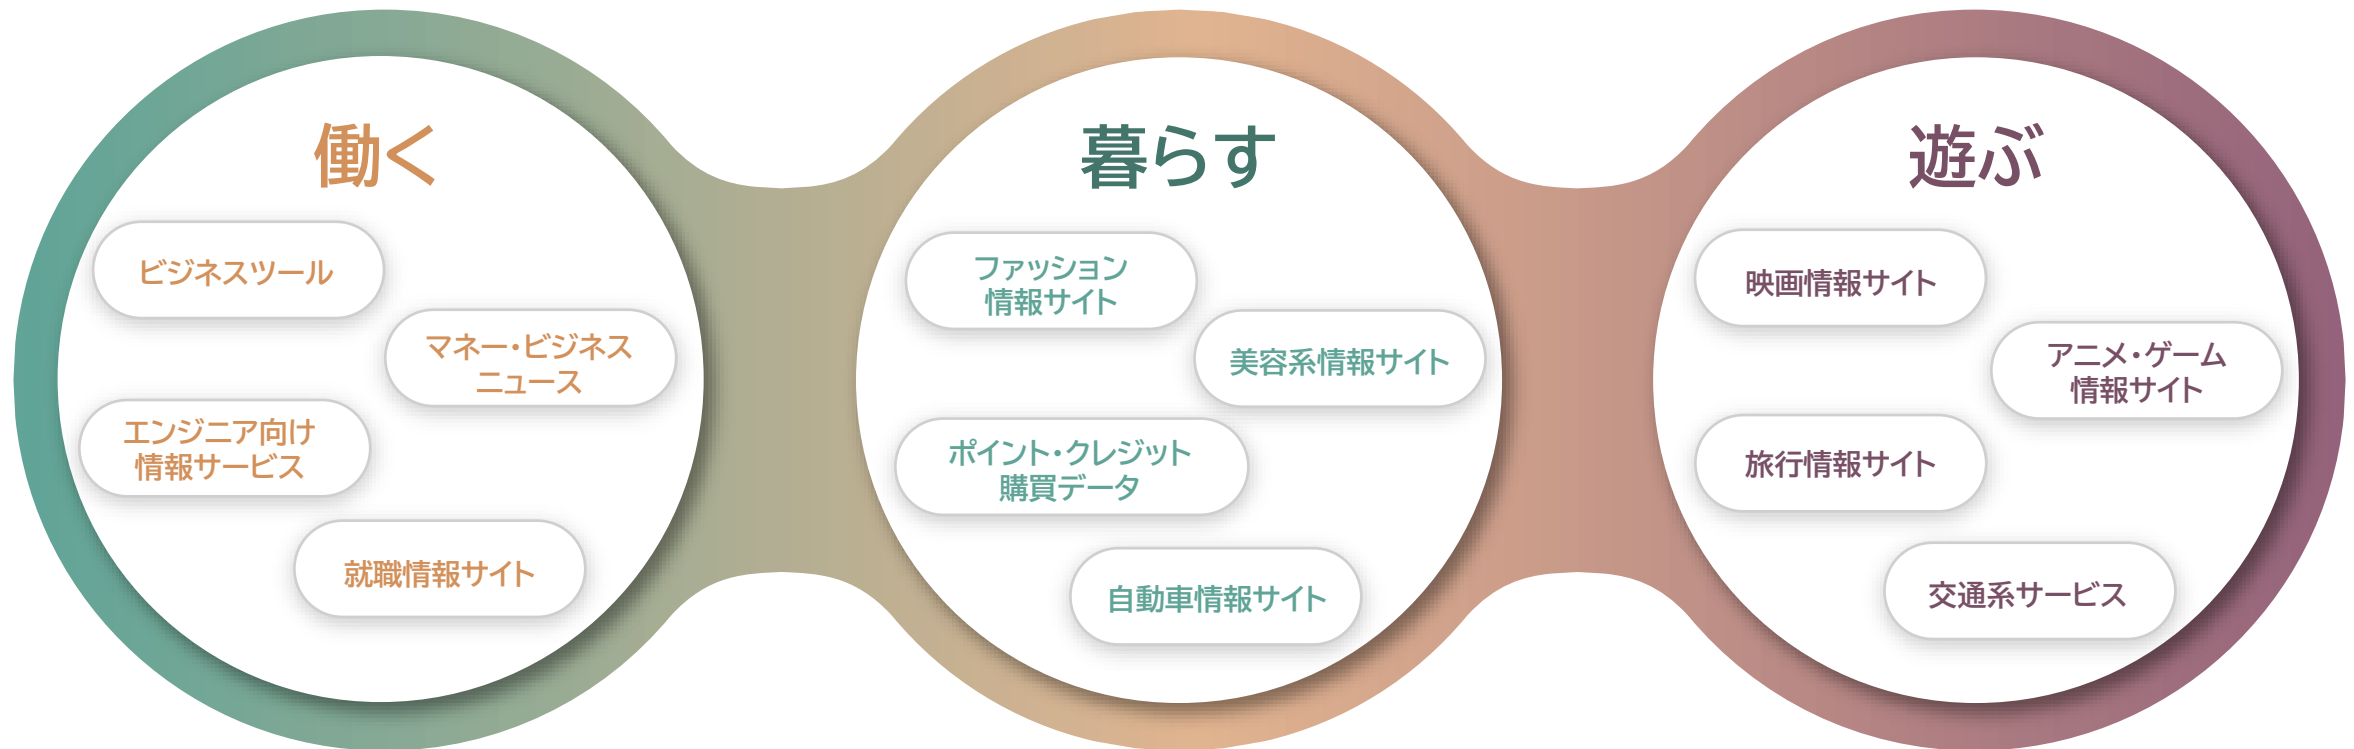 働く
ビジネスツール
マネー・ビジネス
ニュース
エンジニア向け
情報サービス
就職情報サイト
暮らす
ファッション
情報サイト
美容系情報サイト
ポイント・クレジット
購買データ
自動車情報サイト
遊ぶ
映画情報サイト
アニメ・ゲーム
情報サイト
旅行情報サイト
交通系サービス